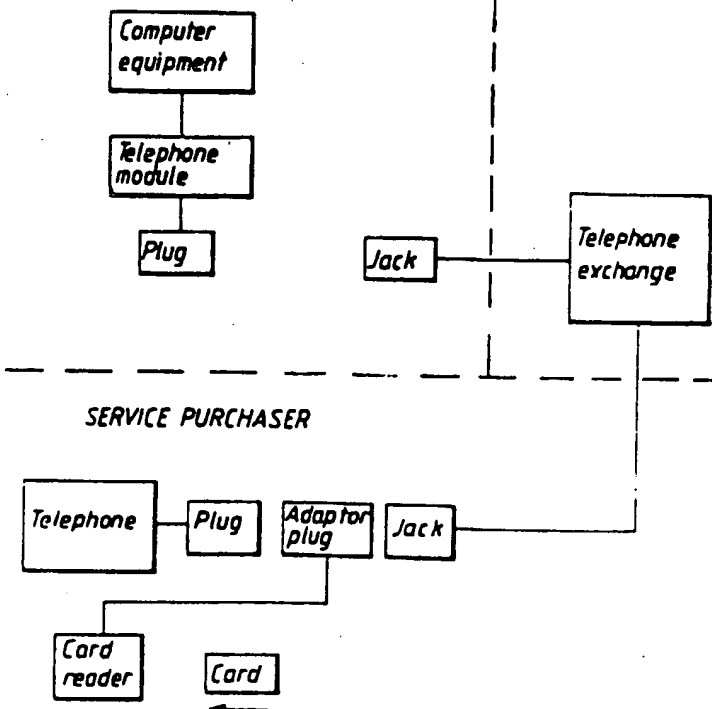 Computer
equipment
Telephone
module
Plug
Jack
Telephone
exchange
SERVICE PURCHASER
Telephone
Plug
Adaptor
plug
Jack
Card
reader
Card